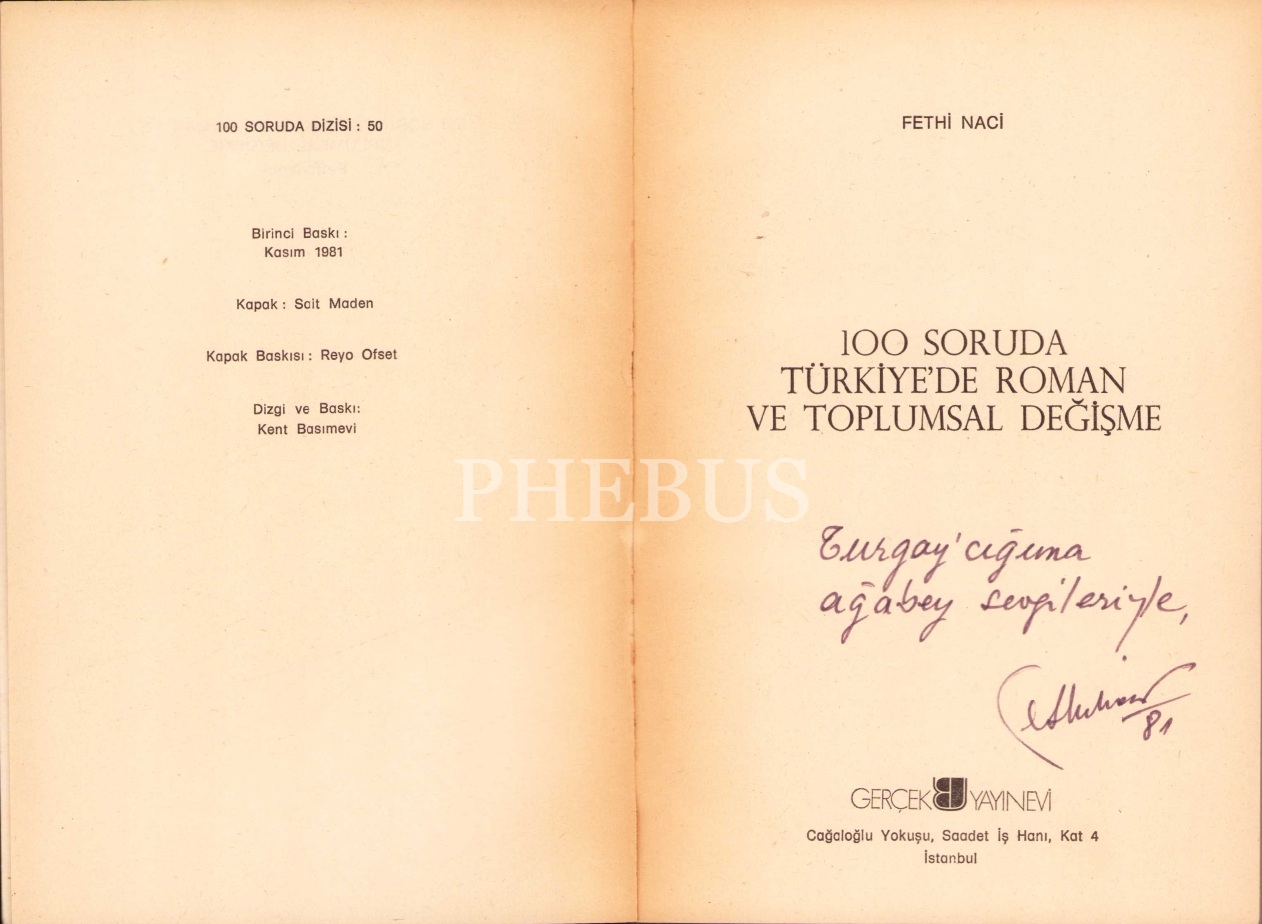 100 SORUDA DİZİSİ : 50
Birinci Baskı :
Kasım 1981
Kapak : Sait Maden
Kapak Baskısı : Reyo Ofset
Dizgi ve Baskı:
Kent Basımevi
FETHİ NACİ
100 SORUDA
TÜRKİYE'DE ROMAN
VE TOPLUMSAL DEĞİŞME
PHEBUS
Turgay'cığıma
ağabey sevgileriyle,
81
GERÇEK YAYINEVİ
Cağaloğlu Yokuşu, Saadet İş Hanı, Kat 4
İstanbul